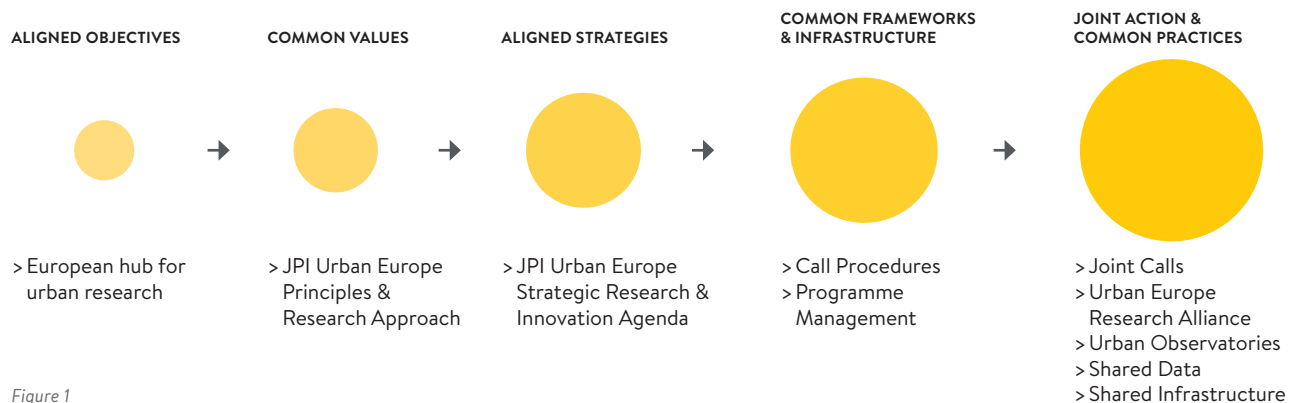 ALIGNED OBJECTIVES
COMMON VALUES
ALIGNED STRATEGIES
COMMON FRAMEWORKS
& INFRASTRUCTURE
JOINT ACTION &
COMMON PRACTICES
> European hub for
urban research
> JPI Urban Europe
Principles &
Research Approach
> JPI Urban Europe
Strategic Research &
Innovation Agenda
> Call Procedures
> Programme
Management
> Joint Calls
> Urban Europe
Research Alliance
> Urban Observatories
> Shared Data
> Shared Infrastructure
Figure 1